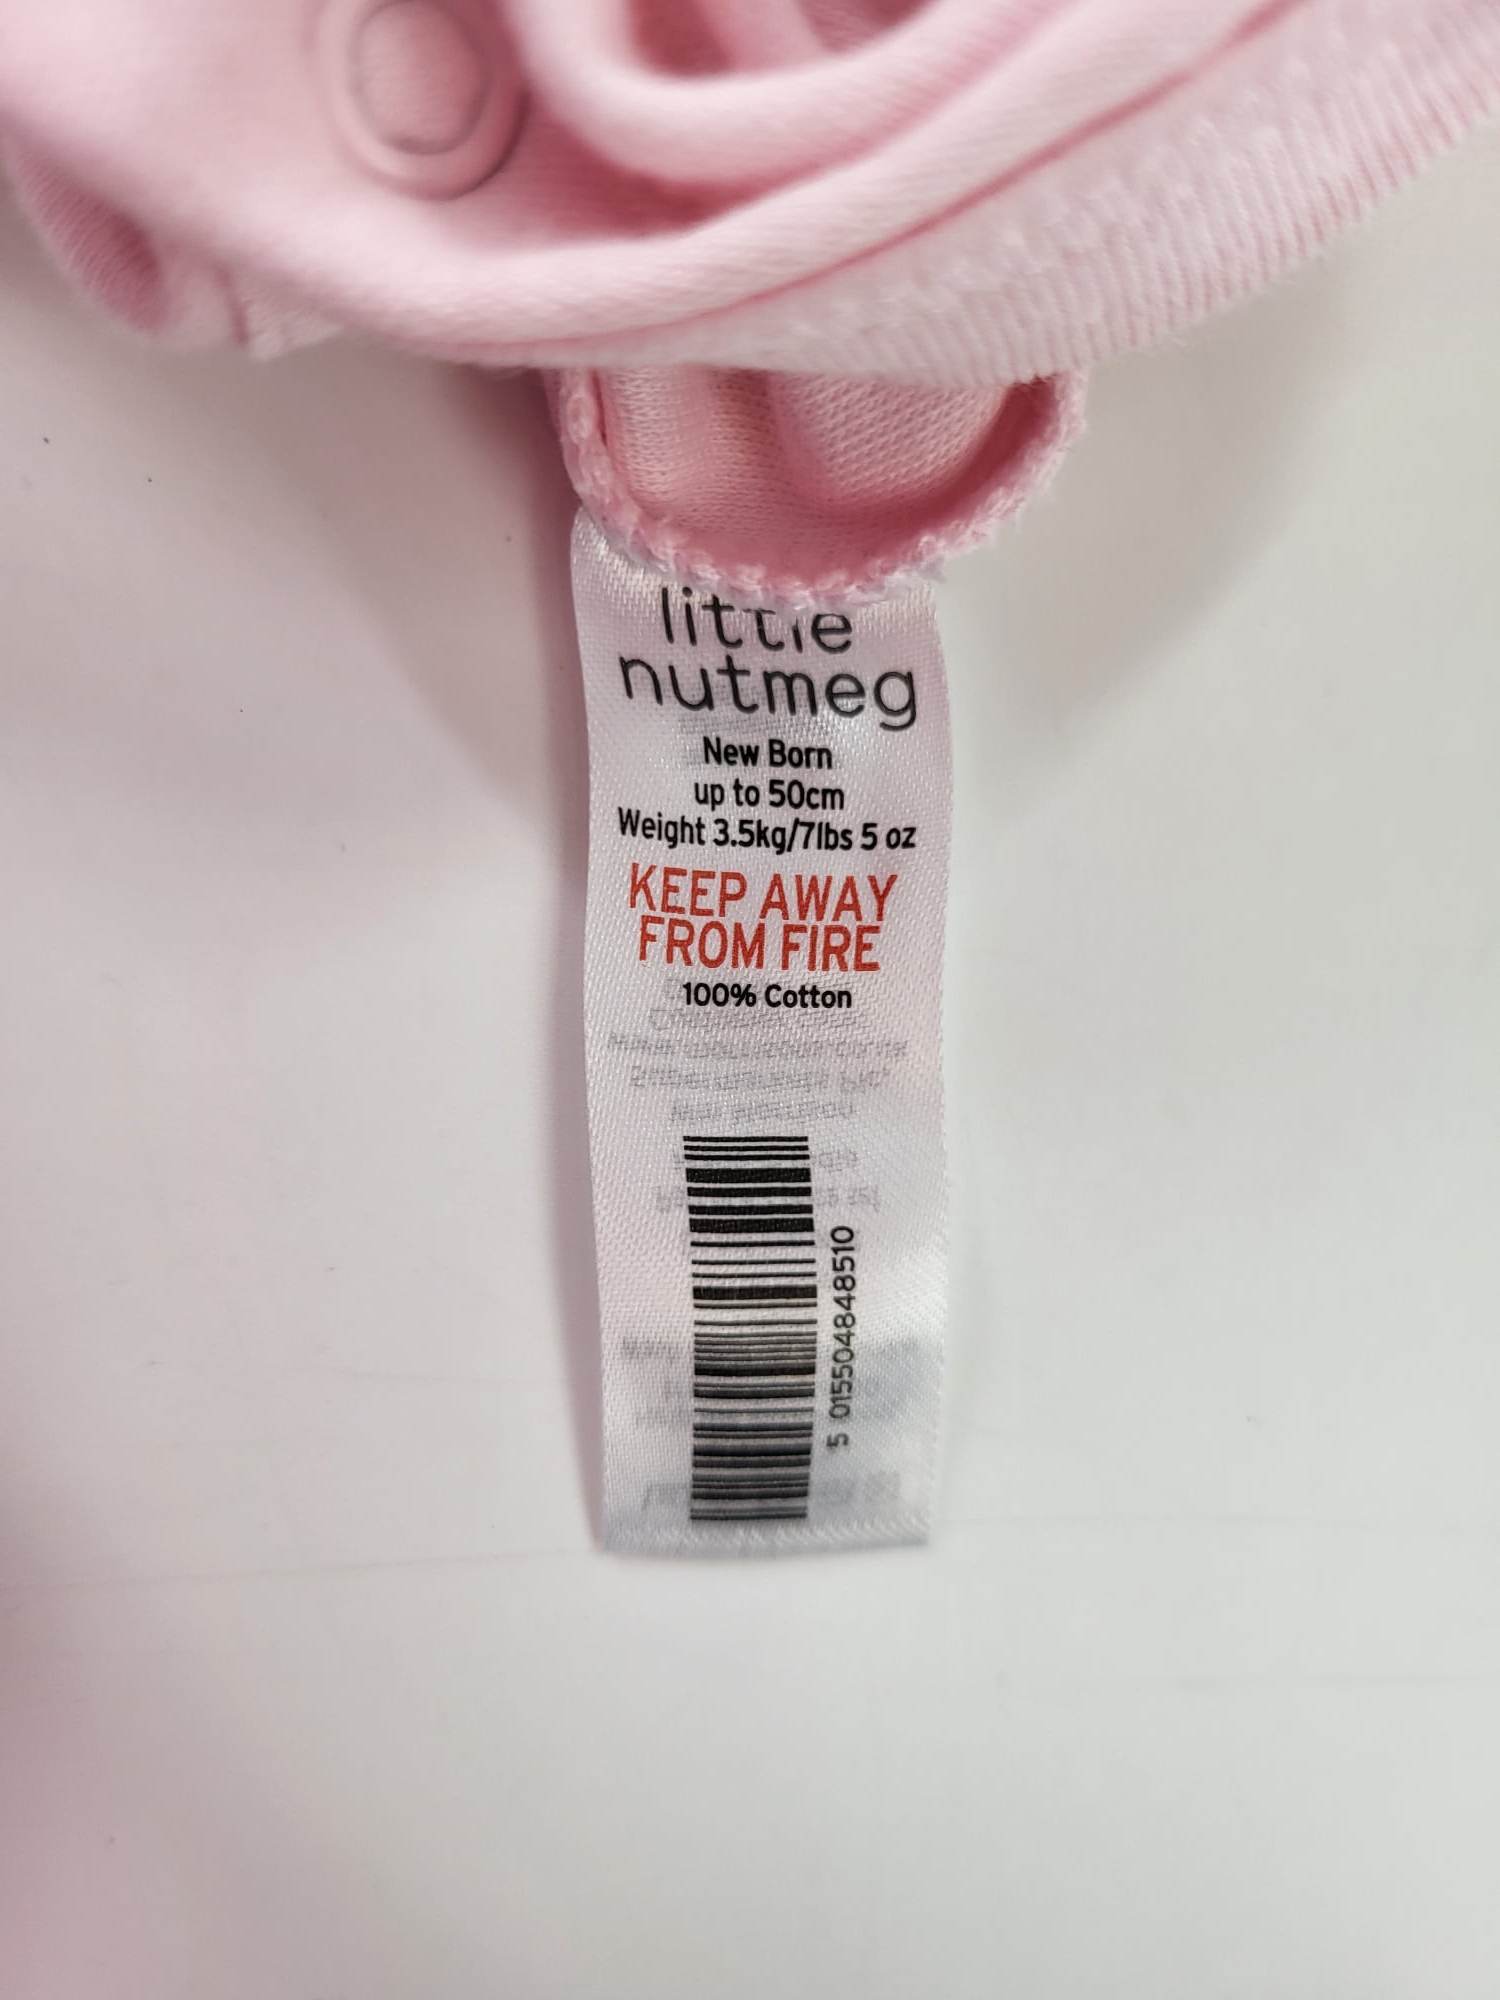 little
nutmeg
New Born
up to 50cm
Weight 3.5kg/7lbs 5 oz
KEEP AWAY
FROM FIRE
100% Cotton
5 015504848510